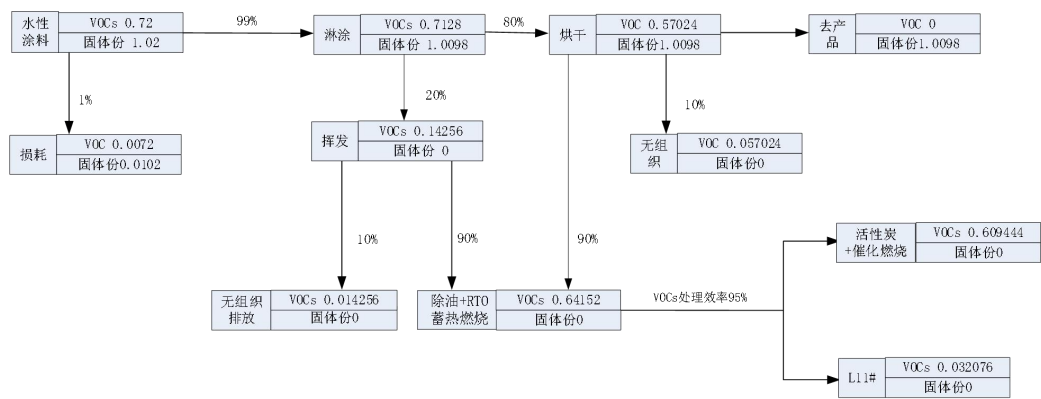 水性
涂料
VOCs 0.72
固体份 1.02
99%
淋涂
VOCs 0.7128
固体份 1.0098
80%
烘干
VOC 0.57024
固体份1.0098
去产
品
VOC 0
固体份 1.0098
1%
20%
10%
损耗
VOC 0.0072
固体份0.0102
挥发
VOCs 0.14256
固体份 0
无组
织
VOC 0.057024
固体份0
10%
90%
90%
活性炭
+催化燃烧
VOCs 0.609444
固体份0
无组织
排放
VOCs 0.014256
固体份0
除油+RTO
蓄热燃烧
VOCs 0.64152
固体份0
VOCs处理效率95%
L11#
VOCs 0.032076
固体份0